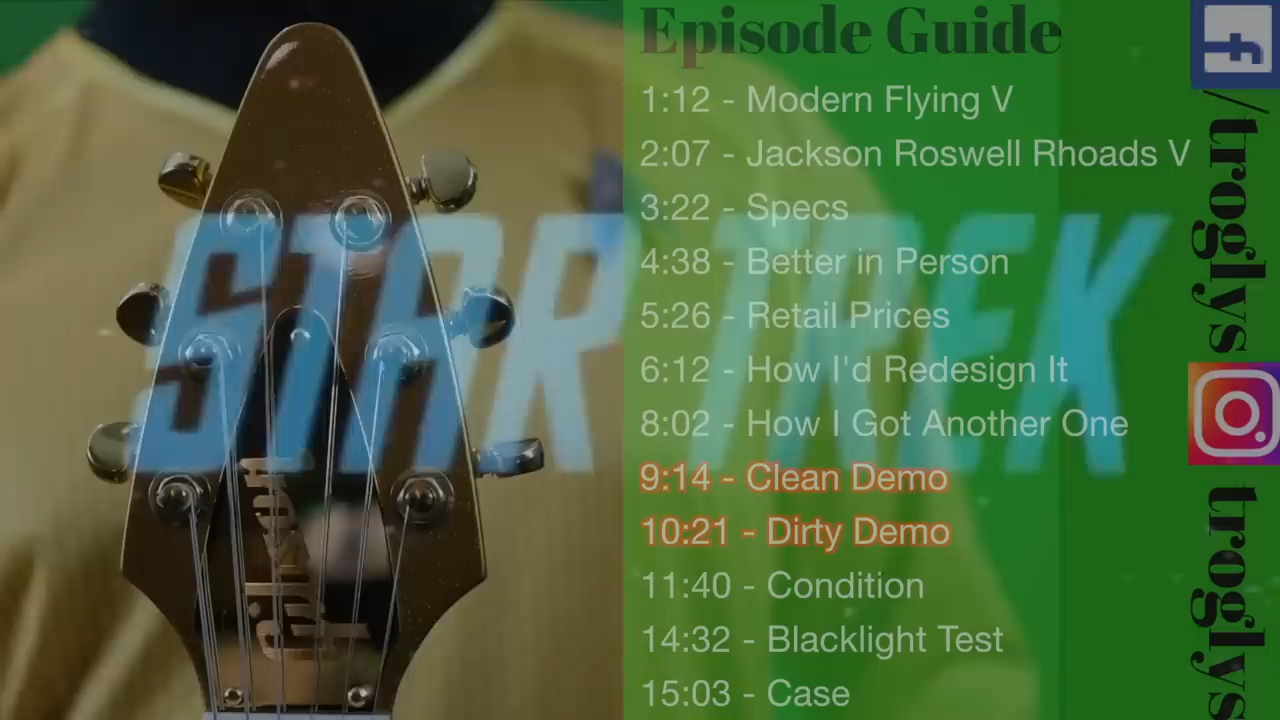 Episode Guide
1:12 - Modern Flying V
2:07 - Jackson Roswell Rhoads V
3:22 - Specs
4:38 - Better in Person
5:26 - Retail Prices
6:12 - How I'd Redesign It
8:02 - How I Got Another One
9:14 - Clean Demo
10:21 - Dirty Demo
11:40 - Condition
14:32 - Blacklight Test
15:03 - Case
STAR TREK
f
/troglys
troglys